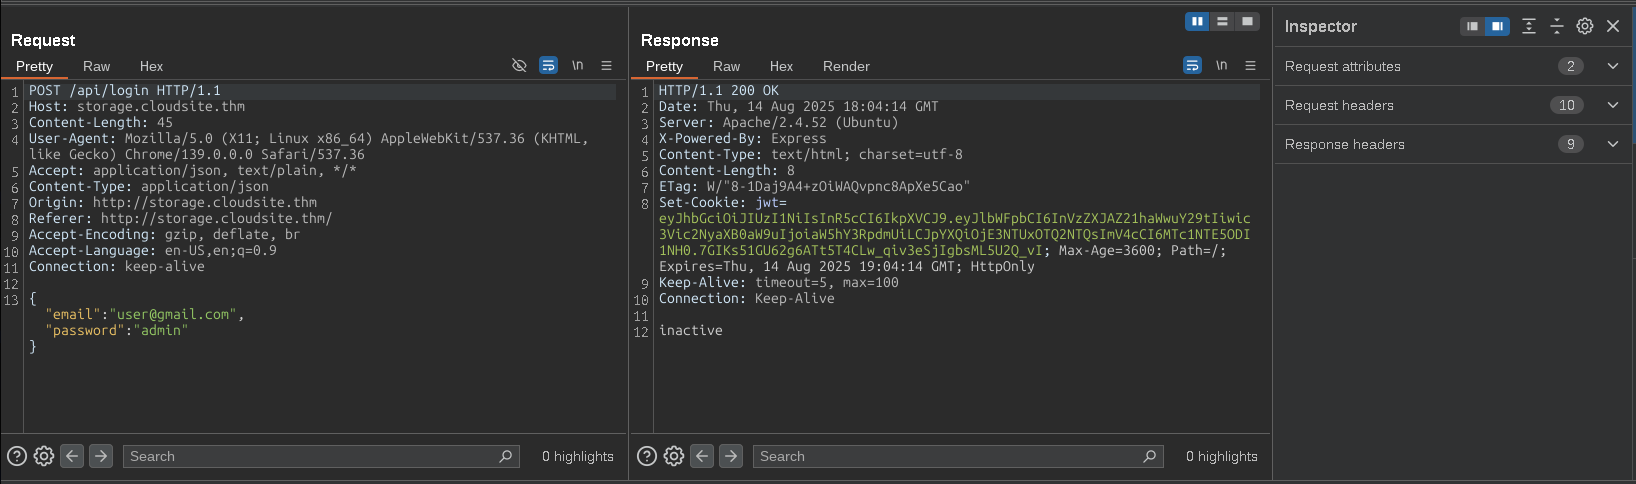 Request
Pretty Raw Hex \n
1 POST /api/login HTTP/1.1
2 Host: storage.cloudsite.thm
3 Content-Length: 45
4 User-Agent: Mozilla/5.0 (X11; Linux x86_64) AppleWebKit/537.36 (KHTML,
like Gecko) Chrome/139.0.0.0 Safari/537.36
5 Accept: application/json, text/plain, */*
6 Content-Type: application/json
7 Origin: http://storage.cloudsite.thm
8 Referer: http://storage.cloudsite.thm/
9 Accept-Encoding: gzip, deflate, br
10 Accept-Language: en-US,en;q=0.9
11 Connection: keep-alive
12
13 {
"email":"user@gmail.com",
"password":"admin"
}
Search 0 highlights
Response
Pretty Raw Hex Render \n
1 HTTP/1.1 200 OK
2 Date: Thu, 14 Aug 2025 18:04:14 GMT
3 Server: Apache/2.4.52 (Ubuntu)
4 X-Powered-By: Express
5 Content-Type: text/html; charset=utf-8
6 Content-Length: 8
7 ETag: W/"8-1Daj9A4+zOiWAQvpnc8ApXe5Cao"
8 Set-Cookie: jwt=
eyJhbGciOiJIUzI1NiIsInR5cCI6IkpXVCJ9.eyJlbWFpbCI6InVzZXJAZ21haWwuY29tIiwic
3Vic2NyaXB0aW9uIjoiaW5hY3RpdmUiLCJpYXQiOjE3NTUxOTQ2NTQsImV4cCI6MTc1NTE5ODI
1NH0.7GIKs51GU62g6ATt5T4CLw_qiv3eSjIgbsML5U2Q_vI; Max-Age=3600; Path=/;
Expires=Thu, 14 Aug 2025 19:04:14 GMT; HttpOnly
9 Keep-Alive: timeout=5, max=100
10 Connection: Keep-Alive
11
12 inactive
Search 0 highlights
Inspector
Request attributes 2
Request headers 10
Response headers 9